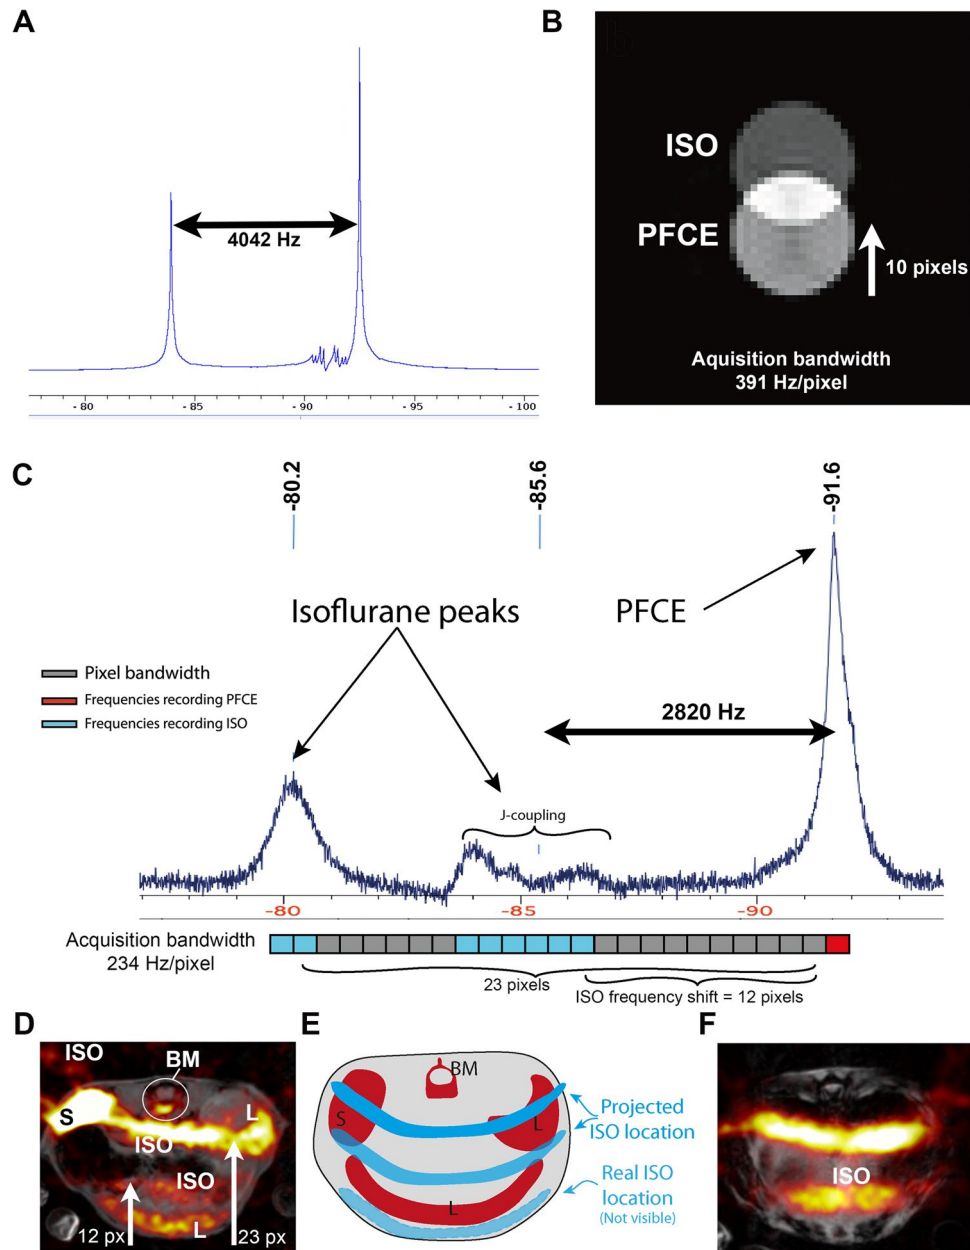 A
4042 Hz
- 80
- 85
- 90
- 95
- 100
B
ISO
PFCE
10 pixels
Aquisition bandwidth
391 Hz/pixel
C
-80.2
-85.6
-91.6
Isoflurane peaks
PFCE
Pixel bandwidth
Frequencies recording PFCE
Frequencies recording ISO
2820 Hz
J-coupling
-80
-85
-90
Acquisition bandwidth
234 Hz/pixel
23 pixels
ISO frequency shift = 12 pixels
D
ISO
BM
S
L
ISO
ISO
12 px
L
23 px
E
BM
S
L
L
Projected
ISO location
Real ISO
location
(Not visible)
F
ISO